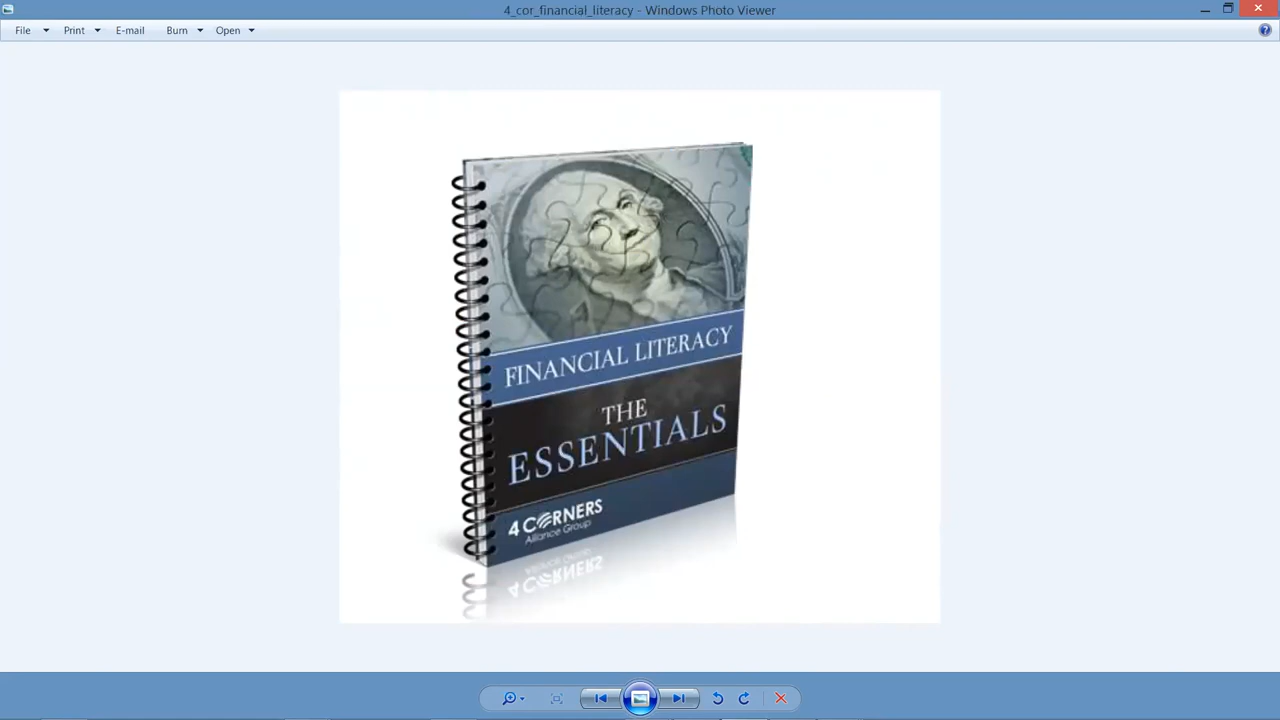 4_cor_financial_literacy - Windows Photo Viewer
File Print E-mail Burn Open
FINANCIAL LITERACY
THE
ESSENTIALS
4 CORNERS
Alliance Group